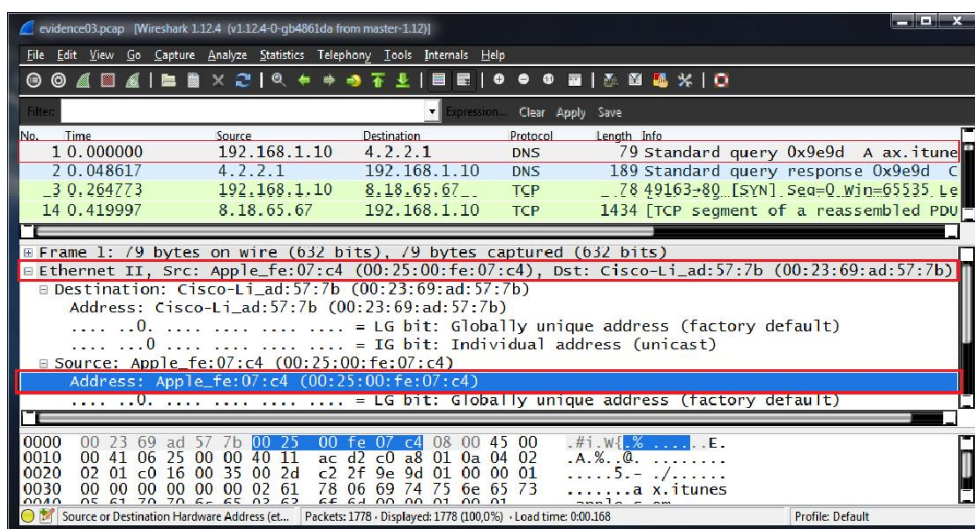 evidence03.pcap [Wireshark 1.12.4 (v1.12.4-0-gb4861da from master-1.12)]
File Edit View Go Capture Analyze Statistics Telephony Tools Internals Help
Filter: Expression... Clear Apply Save
No. Time Source Destination Protocol Length Info
1 0.000000 192.168.1.10 4.2.2.1 DNS 79 Standard query 0x9e9d A ax.itune
2 0.048617 4.2.2.1 192.168.1.10 DNS 189 Standard query response 0x9e9d C
3 0.264773 192.168.1.10 8.18.65.67 TCP 78 49163→80 [SYN] Seq=0 Win=65535 Le
14 0.419997 8.18.65.67 192.168.1.10 TCP 1434 [TCP segment of a reassembled PDU
Frame 1: 79 bytes on wire (632 bits), 79 bytes captured (632 bits)
Ethernet II, Src: Apple_fe:07:c4 (00:25:00:fe:07:c4), Dst: Cisco-Li_ad:57:7b (00:23:69:ad:57:7b)
Destination: Cisco-Li_ad:57:7b (00:23:69:ad:57:7b)
Address: Cisco-Li_ad:57:7b (00:23:69:ad:57:7b)
.... ..0. .... .... .... .... = LG bit: Globally unique address (factory default)
.... ...0 .... .... .... .... = IG bit: Individual address (unicast)
Source: Apple_fe:07:c4 (00:25:00:fe:07:c4)
Address: Apple_fe:07:c4 (00:25:00:fe:07:c4)
.... ..0. .... .... .... .... = LG bit: Globally unique address (factory default)
0000 00 23 69 ad 57 7b 00 25 00 fe 07 c4 08 00 45 00 .#i.W{.% ......E.
0010 00 41 06 25 00 00 40 11 ac d2 c0 a8 01 0a 04 02 .A.%..@. ........
0020 02 01 c0 16 00 35 00 2d c2 2f 9e 9d 01 00 00 01 .....5.- ./......
0030 00 00 00 00 00 00 02 61 78 06 69 74 75 6e 65 73 .......a x.itunes
Source or Destination Hardware Address (et... Packets: 1778 · Displayed: 1778 (100,0%) · Load time: 0:00.168 Profile: Default